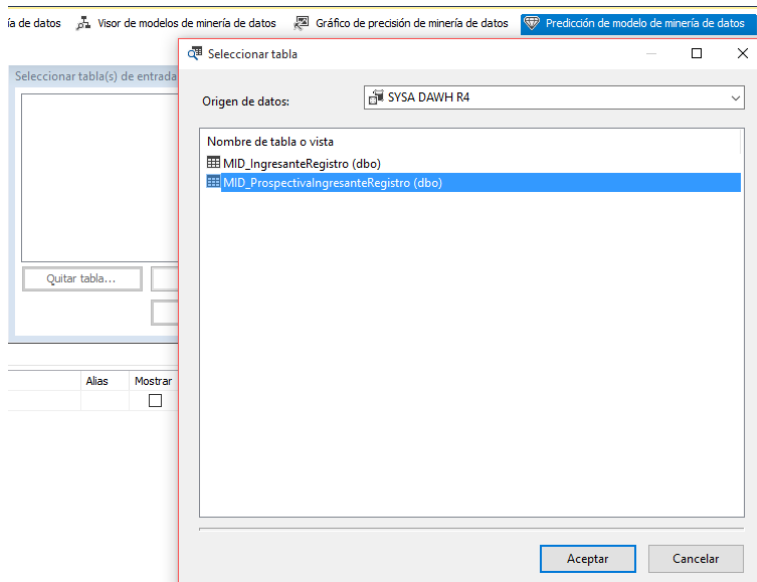 ía de datos Visor de modelos de minería de datos Gráfico de precisión de minería de datos Predicción de modelo de minería de datos
Seleccionar tabla
Seleccionar tabla(s) de entrada
Origen de datos: SYSA DAWH R4
Nombre de tabla o vista
MID_IngresanteRegistro (dbo)
MID_ProspectivaIngresanteRegistro (dbo)
Quitar tabla...
Alias Mostrar
Aceptar Cancelar